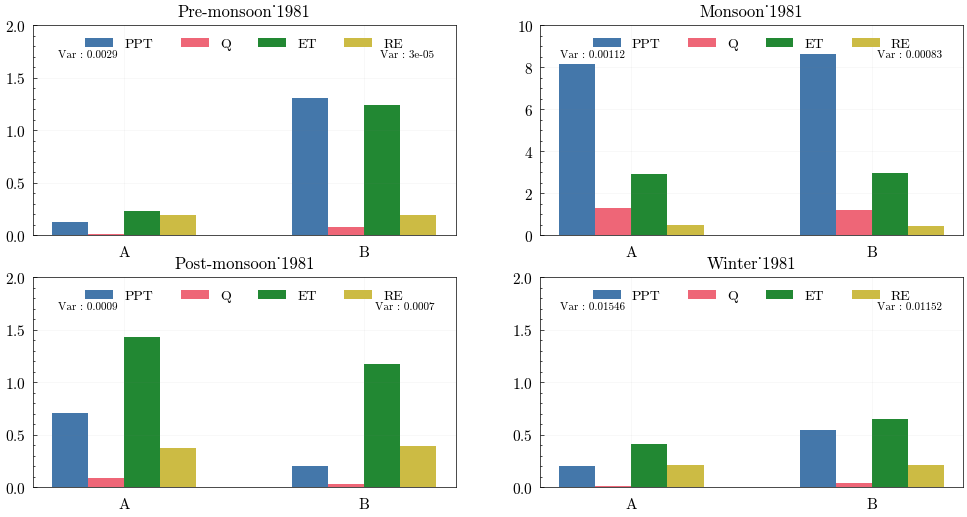 Pre-monsoon˙1981
2.0
1.5
1.0
0.5
0.0
PPT Q ET RE
Var : 0.0029 Var : 3e-05
A B
Monsoon˙1981
10
8
6
4
2
0
PPT Q ET RE
Var : 0.00112 Var : 0.00083
A B
Post-monsoon˙1981
2.0
1.5
1.0
0.5
0.0
PPT Q ET RE
Var : 0.0009 Var : 0.0007
A B
Winter˙1981
2.0
1.5
1.0
0.5
0.0
PPT Q ET RE
Var : 0.01546 Var : 0.01152
A B